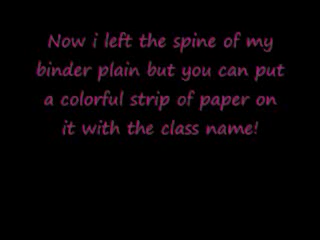 Now i left the spine of my
binder plain but you can put
a colorful strip of paper on
it with the class name!